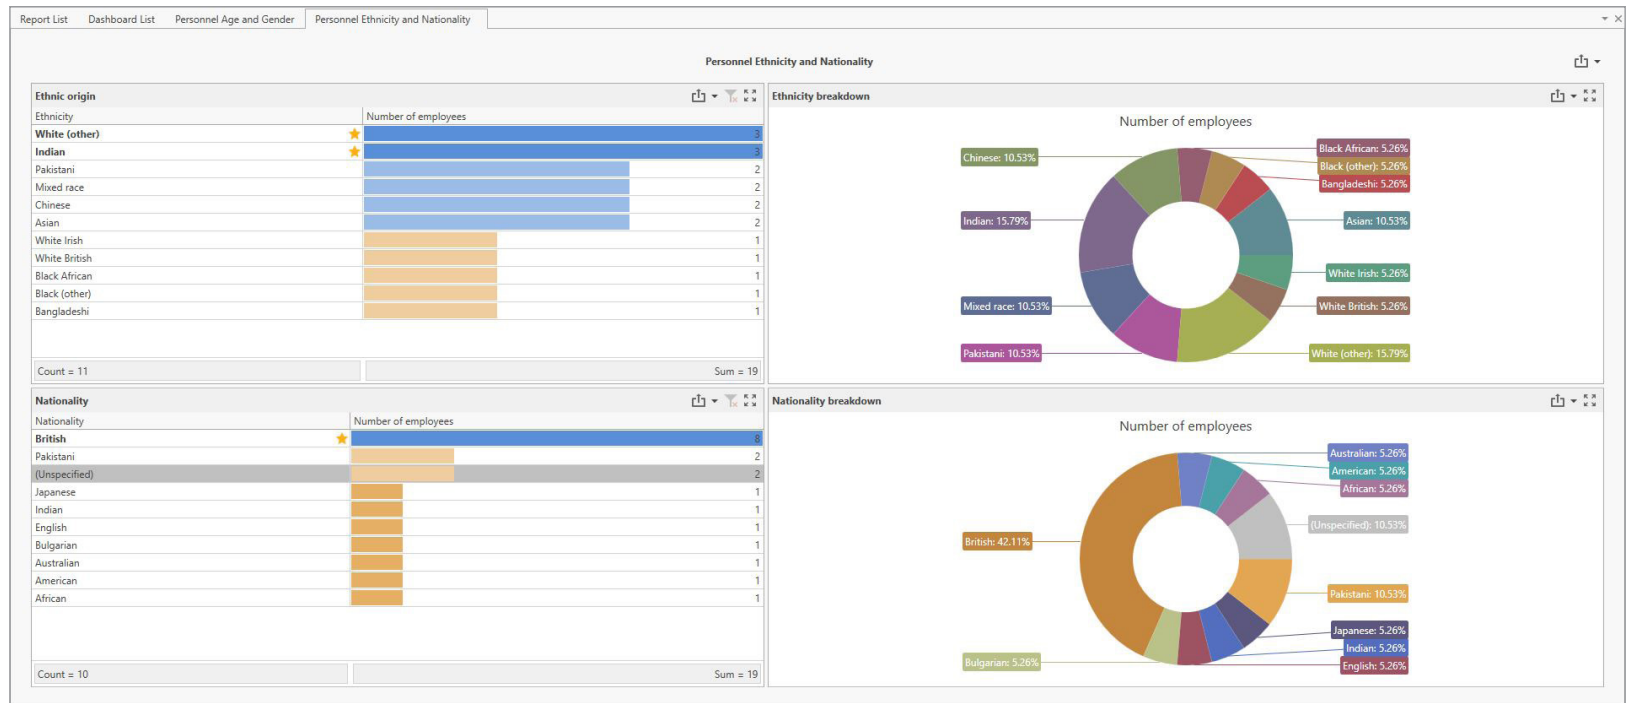 Report List Dashboard List Personnel Age and Gender Personnel Ethnicity and Nationality
Personnel Ethnicity and Nationality
Ethnic origin
Ethnicity Number of employees
White (other) 3
Indian 3
Pakistani 2
Mixed race 2
Chinese 2
Asian 2
White Irish 1
White British 1
Black African 1
Black (other) 1
Bangladeshi 1
Count = 11 Sum = 19
Ethnicity breakdown
Number of employees
Black African: 5.26%
Chinese: 10.53%
Black (other): 5.26%
Bangladeshi: 5.26%
Indian: 15.79%
Asian: 10.53%
White Irish: 5.26%
Mixed race: 10.53%
White British: 5.26%
Pakistani: 10.53%
White (other): 15.79%
Nationality
Nationality Number of employees
British 8
Pakistani 2
(Unspecified) 2
Japanese 1
Indian 1
English 1
Bulgarian 1
Australian 1
American 1
African 1
Count = 10 Sum = 19
Nationality breakdown
Number of employees
Australian: 5.26%
American: 5.26%
African: 5.26%
(Unspecified): 10.53%
British: 42.11%
Pakistani: 10.53%
Japanese: 5.26%
Indian: 5.26%
Bulgarian: 5.26%
English: 5.26%